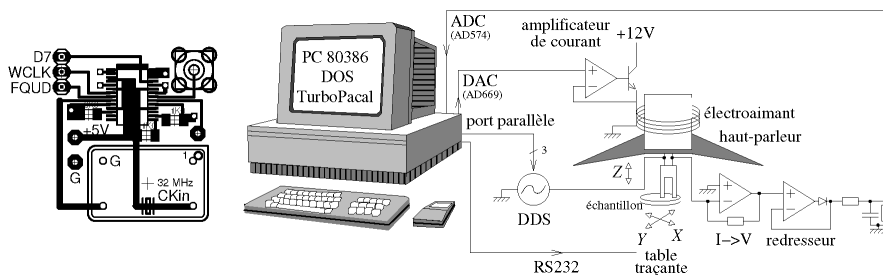 D7
WCLK
FQUD
+5V
G
G
1
1K
1K
32 MHz
CKin
PC 80386
DOS
TurboPacal
ADC
(AD574)
DAC
(AD669)
port parallèle
3
DDS
RS232
amplificateur
de courant
+12V
électroaimant
haut-parleur
Z
échantillon
Y
X
table
traçante
I->V
redresseur